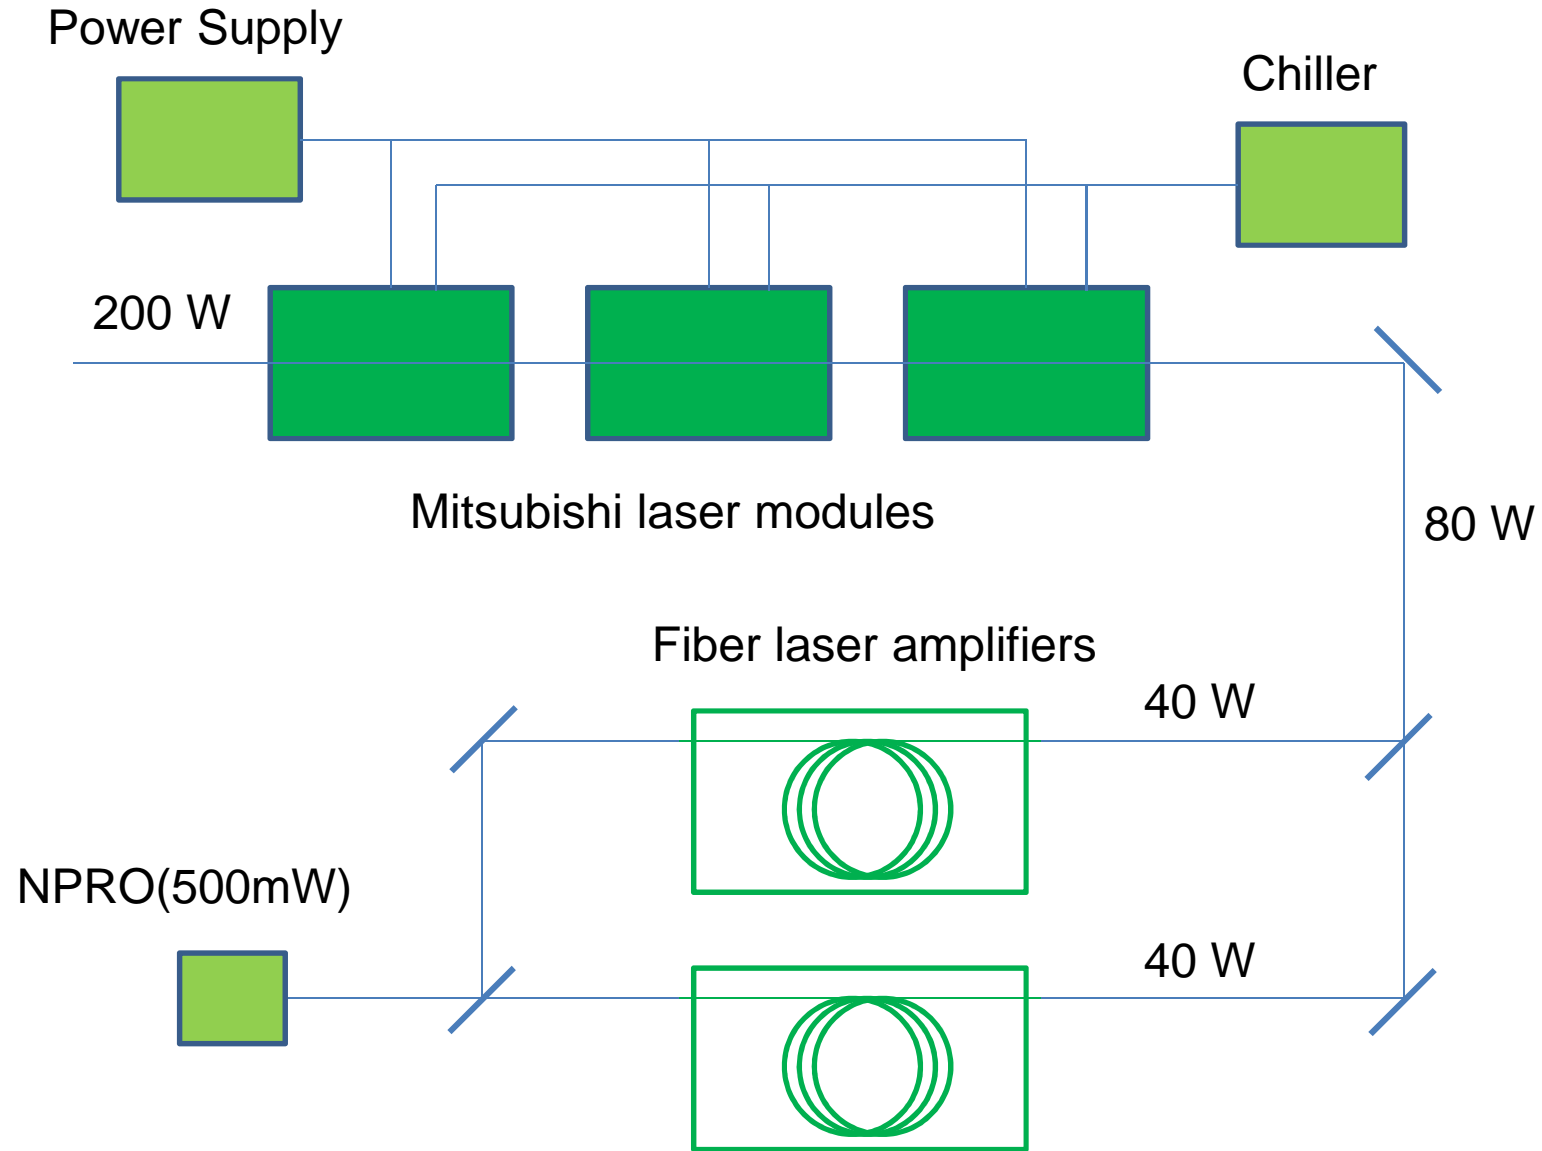 Power Supply
Chiller
200 W
Mitsubishi laser modules
80 W
Fiber laser amplifiers
40 W
NPRO(500mW)
40 W